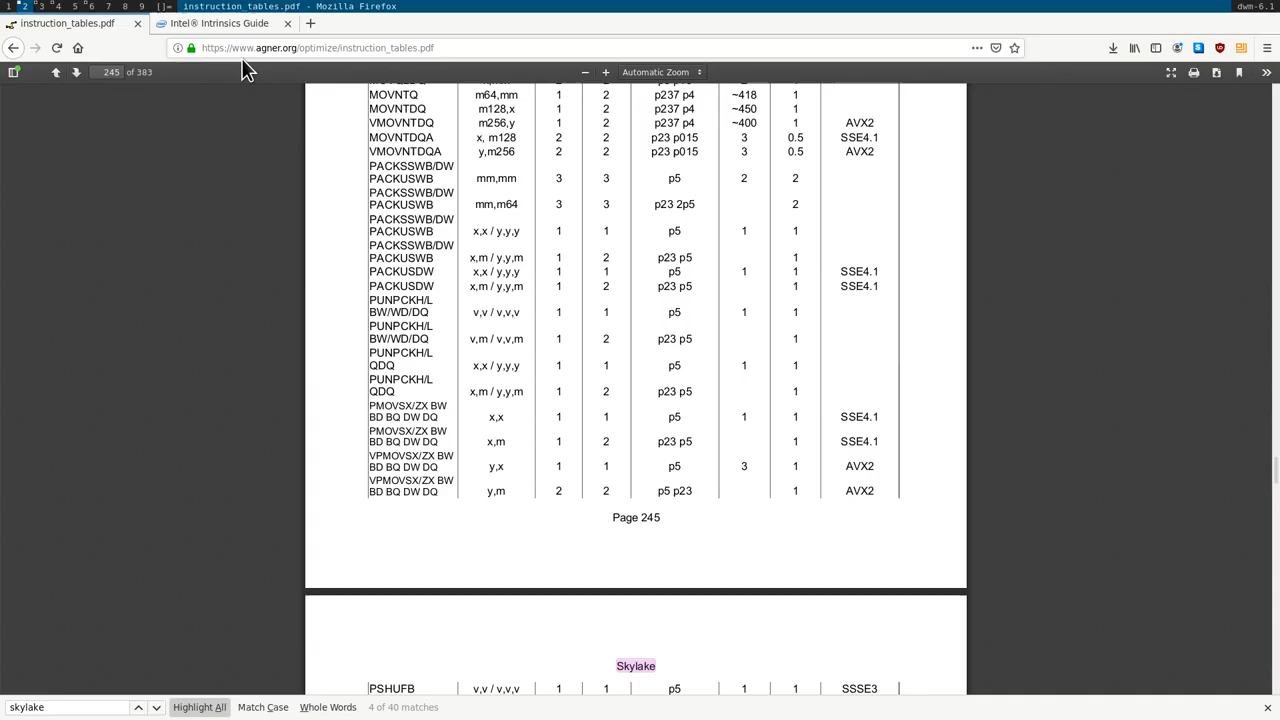 1 2 3 4 5 6 7 8 9 []= instruction_tables.pdf - Mozilla Firefox dwm-6.1
instruction_tables.pdf Intel® Intrinsics Guide
https://www.agner.org/optimize/instruction_tables.pdf
245 of 383 Automatic Zoom
MOVNTQ m64,mm 1 2 p237 p4 ~418 1
MOVNTDQ m128,x 1 2 p237 p4 ~450 1
VMOVNTDQ m256,y 1 2 p237 p4 ~400 1 AVX2
MOVNTDQA x, m128 2 2 p23 p015 3 0.5 SSE4.1
VMOVNTDQA y,m256 2 2 p23 p015 3 0.5 AVX2
PACKSSWB/DW
PACKUSWB mm,mm 3 3 p5 2 2
PACKSSWB/DW
PACKUSWB mm,m64 3 3 p23 2p5 2
PACKSSWB/DW
PACKUSWB x,x / y,y,y 1 1 p5 1 1
PACKSSWB/DW
PACKUSWB x,m / y,y,m 1 2 p23 p5 1
PACKUSDW x,x / y,y,y 1 1 p5 1 1 SSE4.1
PACKUSDW x,m / y,y,m 1 2 p23 p5 1 SSE4.1
PUNPCKH/L
BW/WD/DQ v,v / v,v,v 1 1 p5 1 1
PUNPCKH/L
BW/WD/DQ v,m / v,v,m 1 2 p23 p5 1
PUNPCKH/L
QDQ x,x / y,y,y 1 1 p5 1 1
PUNPCKH/L
QDQ x,m / y,y,m 1 2 p23 p5 1
PMOVSX/ZX BW
BD BQ DW DQ x,x 1 1 p5 1 1 SSE4.1
PMOVSX/ZX BW
BD BQ DW DQ x,m 1 2 p23 p5 1 SSE4.1
VPMOVSX/ZX BW
BD BQ DW DQ y,x 1 1 p5 3 1 AVX2
VPMOVSX/ZX BW
BD BQ DW DQ y,m 2 2 p5 p23 1 AVX2
Page 245
Skylake
PSHUFB v,v / v,v,v 1 1 p5 1 1 SSSE3
skylake Highlight All Match Case Whole Words 4 of 40 matches